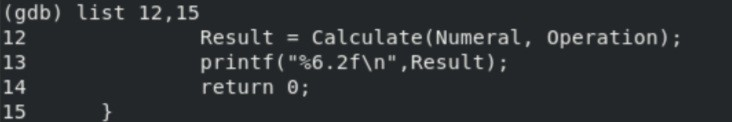 (gdb) list 12,15
12              Result = Calculate(Numeral, Operation);
13              printf("%6.2f\n",Result);
14              return 0;
15      }